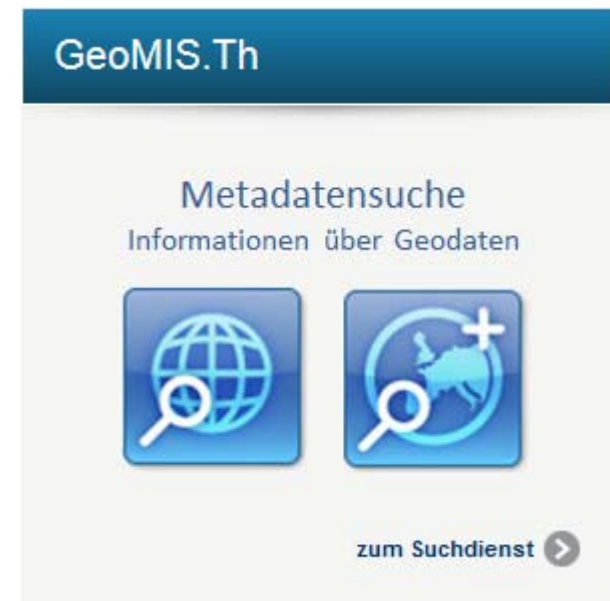 GeoMIS.Th
Metadatensuche
Informationen über Geodaten
zum Suchdienst